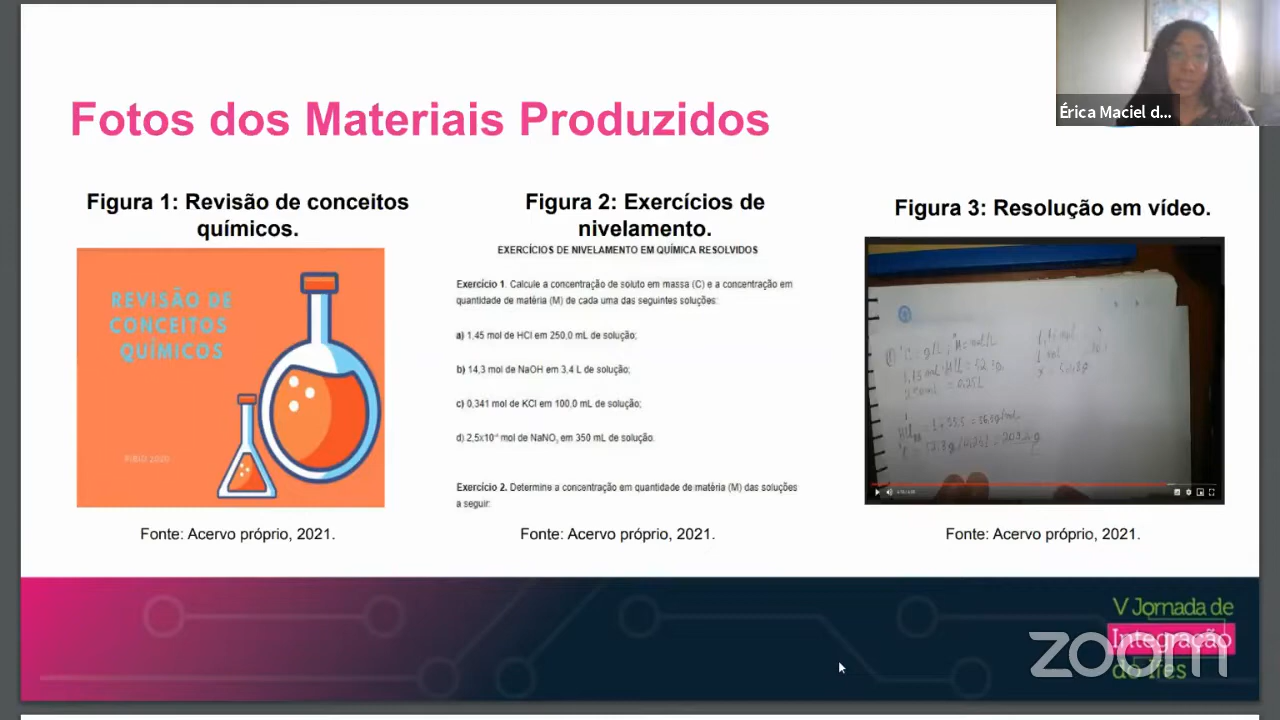 Érica Maciel d...
Fotos dos Materiais Produzidos
Figura 1: Revisão de conceitos
químicos.
REVISÃO DE
CONCEITOS
QUÍMICOS
PIBID 2020
Fonte: Acervo próprio, 2021.
Figura 2: Exercícios de
nivelamento.
EXERCÍCIOS DE NIVELAMENTO EM QUÍMICA RESOLVIDOS
Exercício 1. Calcule a concentração de soluto em massa (C) e a concentração em
quantidade de matéria (M) de cada uma das seguintes soluções:
a) 1,45 mol de HCl em 250,0 mL de solução;
b) 14,3 mol de NaOH em 3,4 L de solução;
c) 0,341 mol de KCl em 100,0 mL de solução;
d) 2,5x10 mol de NaNO₃ em 350 mL de solução.
Exercício 2. Determine a concentração em quantidade de matéria (M) das soluções
a seguir:
Fonte: Acervo próprio, 2021.
Figura 3: Resolução em vídeo.
Fonte: Acervo próprio, 2021.
V Jornada de
Integração
do Ifes
zoom